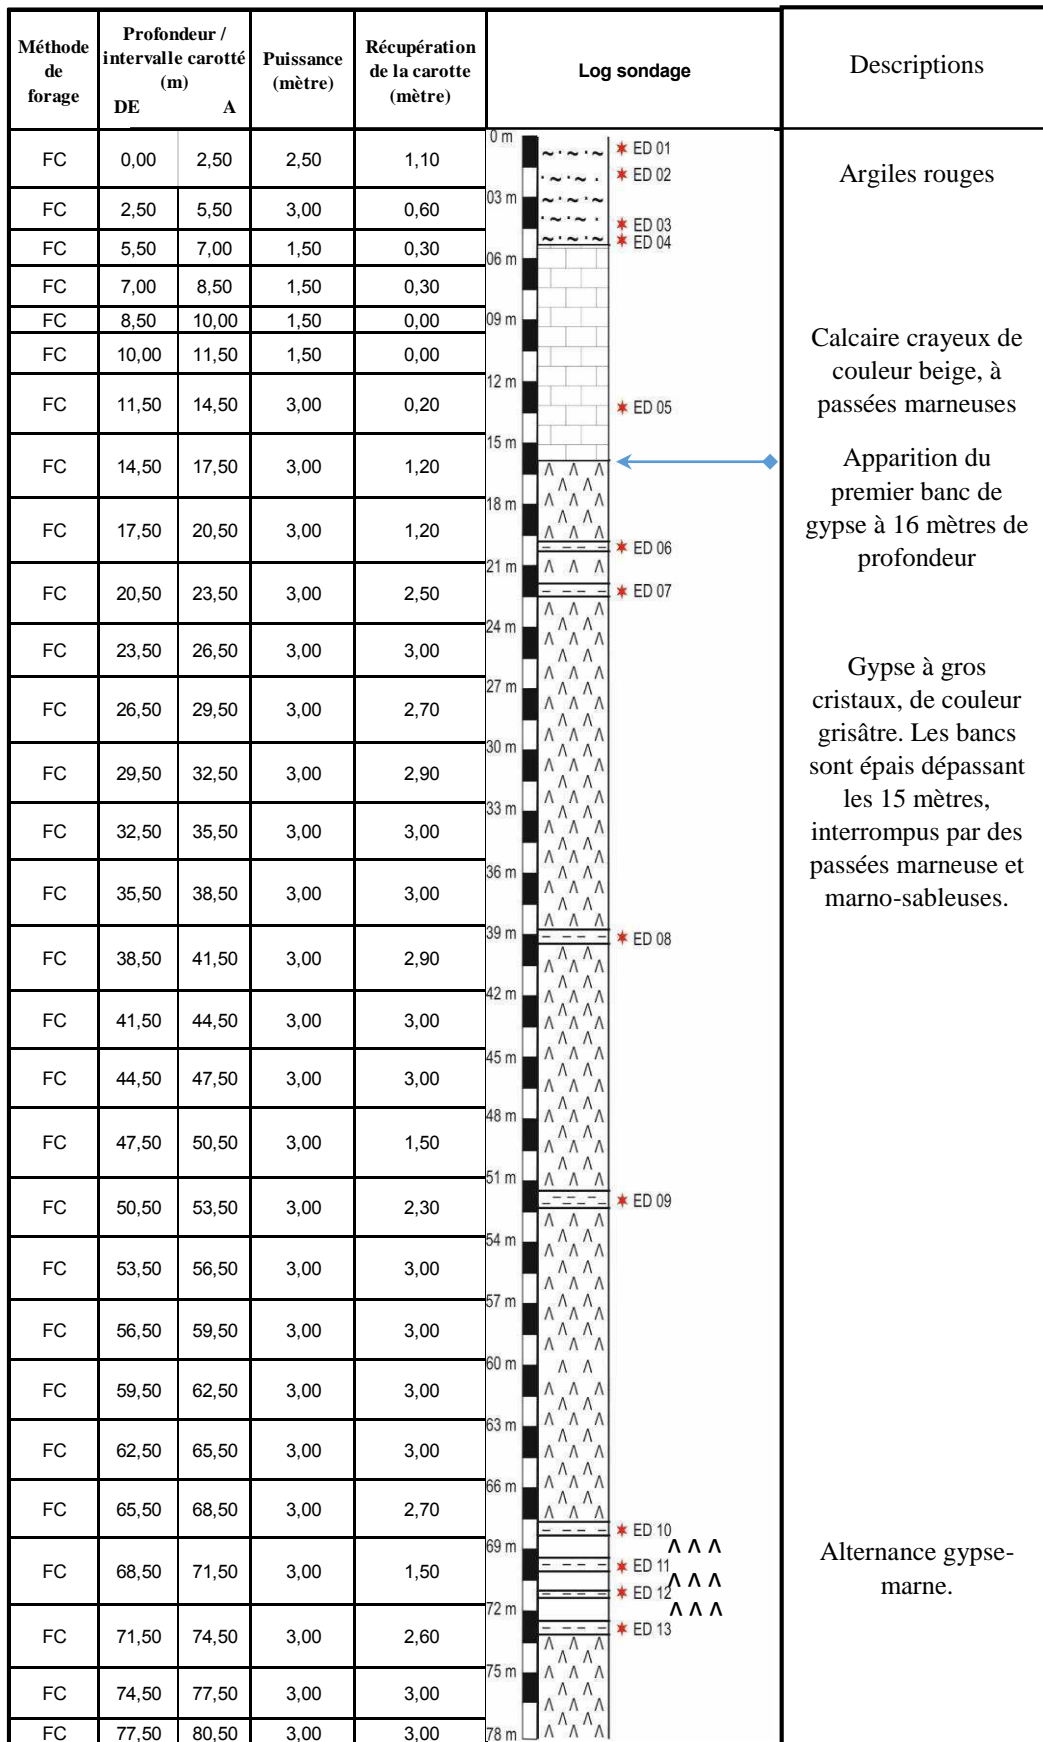 Méthode de forage
Profondeur / intervalle carotté (m)
DE A
Puissance (mètre)
Récupération de la carotte (mètre)
Log sondage
Descriptions
FC 0,00 2,50 2,50 1,10
FC 2,50 5,50 3,00 0,60
FC 5,50 7,00 1,50 0,30
FC 7,00 8,50 1,50 0,30
FC 8,50 10,00 1,50 0,00
FC 10,00 11,50 1,50 0,00
FC 11,50 14,50 3,00 0,20
FC 14,50 17,50 3,00 1,20
FC 17,50 20,50 3,00 1,20
FC 20,50 23,50 3,00 2,50
FC 23,50 26,50 3,00 3,00
FC 26,50 29,50 3,00 2,70
FC 29,50 32,50 3,00 2,90
FC 32,50 35,50 3,00 3,00
FC 35,50 38,50 3,00 3,00
FC 38,50 41,50 3,00 2,90
FC 41,50 44,50 3,00 3,00
FC 44,50 47,50 3,00 3,00
FC 47,50 50,50 3,00 1,50
FC 50,50 53,50 3,00 2,30
FC 53,50 56,50 3,00 3,00
FC 56,50 59,50 3,00 3,00
FC 59,50 62,50 3,00 3,00
FC 62,50 65,50 3,00 3,00
FC 65,50 68,50 3,00 2,70
FC 68,50 71,50 3,00 1,50
FC 71,50 74,50 3,00 2,60
FC 74,50 77,50 3,00 3,00
FC 77,50 80,50 3,00 3,00
0 m
03 m
06 m
09 m
12 m
15 m
18 m
21 m
24 m
27 m
30 m
33 m
36 m
39 m
42 m
45 m
48 m
51 m
54 m
57 m
60 m
63 m
66 m
69 m
72 m
75 m
78 m
ED 01
ED 02
ED 03
ED 04
ED 05
ED 06
ED 07
ED 08
ED 09
ED 10
ED 11
ED 12
ED 13
Argiles rouges
Calcaire crayeux de
couleur beige, à
passées marneuses
Apparition du
premier banc de
gypse à 16 mètres de
profondeur
Gypse à gros
cristaux, de couleur
grisâtre. Les bancs
sont épais dépassant
les 15 mètres,
interrompus par des
passées marneuse et
marno-sableuses.
Alternance gypse-
marne.